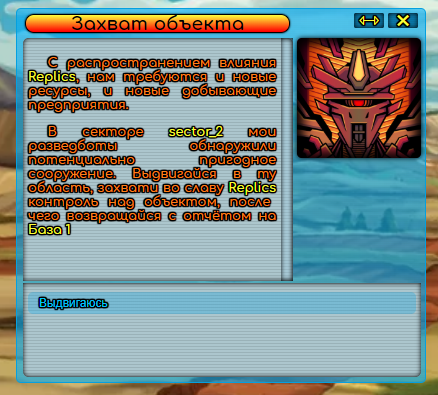 Захват объекта
С распространением влияния
Replics, нам требуются и новые
ресурсы, и новые добывающие
предприятия.
В секторе sector_2 мои
разведботы обнаружили
потенциально пригодное
сооружение. Выдвигайся в ту
область, захвати во славу Replics
контроль над объектом, после
чего возвращайся с отчётом на
База 1
Выдвигаюсь